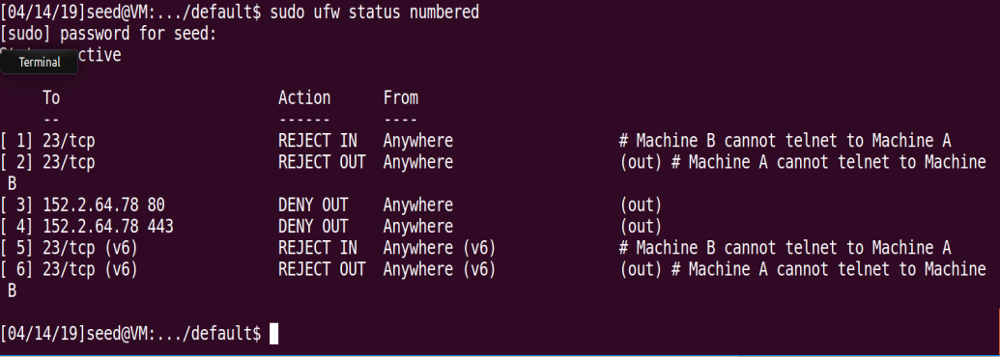 [04/14/19]seed@VM:.../default$ sudo ufw status numbered
[sudo] password for seed:
ctive
Terminal
     To                         Action      From
     --                         ------      ----
[ 1] 23/tcp                     REJECT IN   Anywhere                   # Machine B cannot telnet to Machine A
[ 2] 23/tcp                     REJECT OUT  Anywhere                   (out) # Machine A cannot telnet to Machine
 B
[ 3] 152.2.64.78 80             DENY OUT    Anywhere                   (out)
[ 4] 152.2.64.78 443            DENY OUT    Anywhere                   (out)
[ 5] 23/tcp (v6)                REJECT IN   Anywhere (v6)              # Machine B cannot telnet to Machine A
[ 6] 23/tcp (v6)                REJECT OUT  Anywhere (v6)              (out) # Machine A cannot telnet to Machine
 B
[04/14/19]seed@VM:.../default$